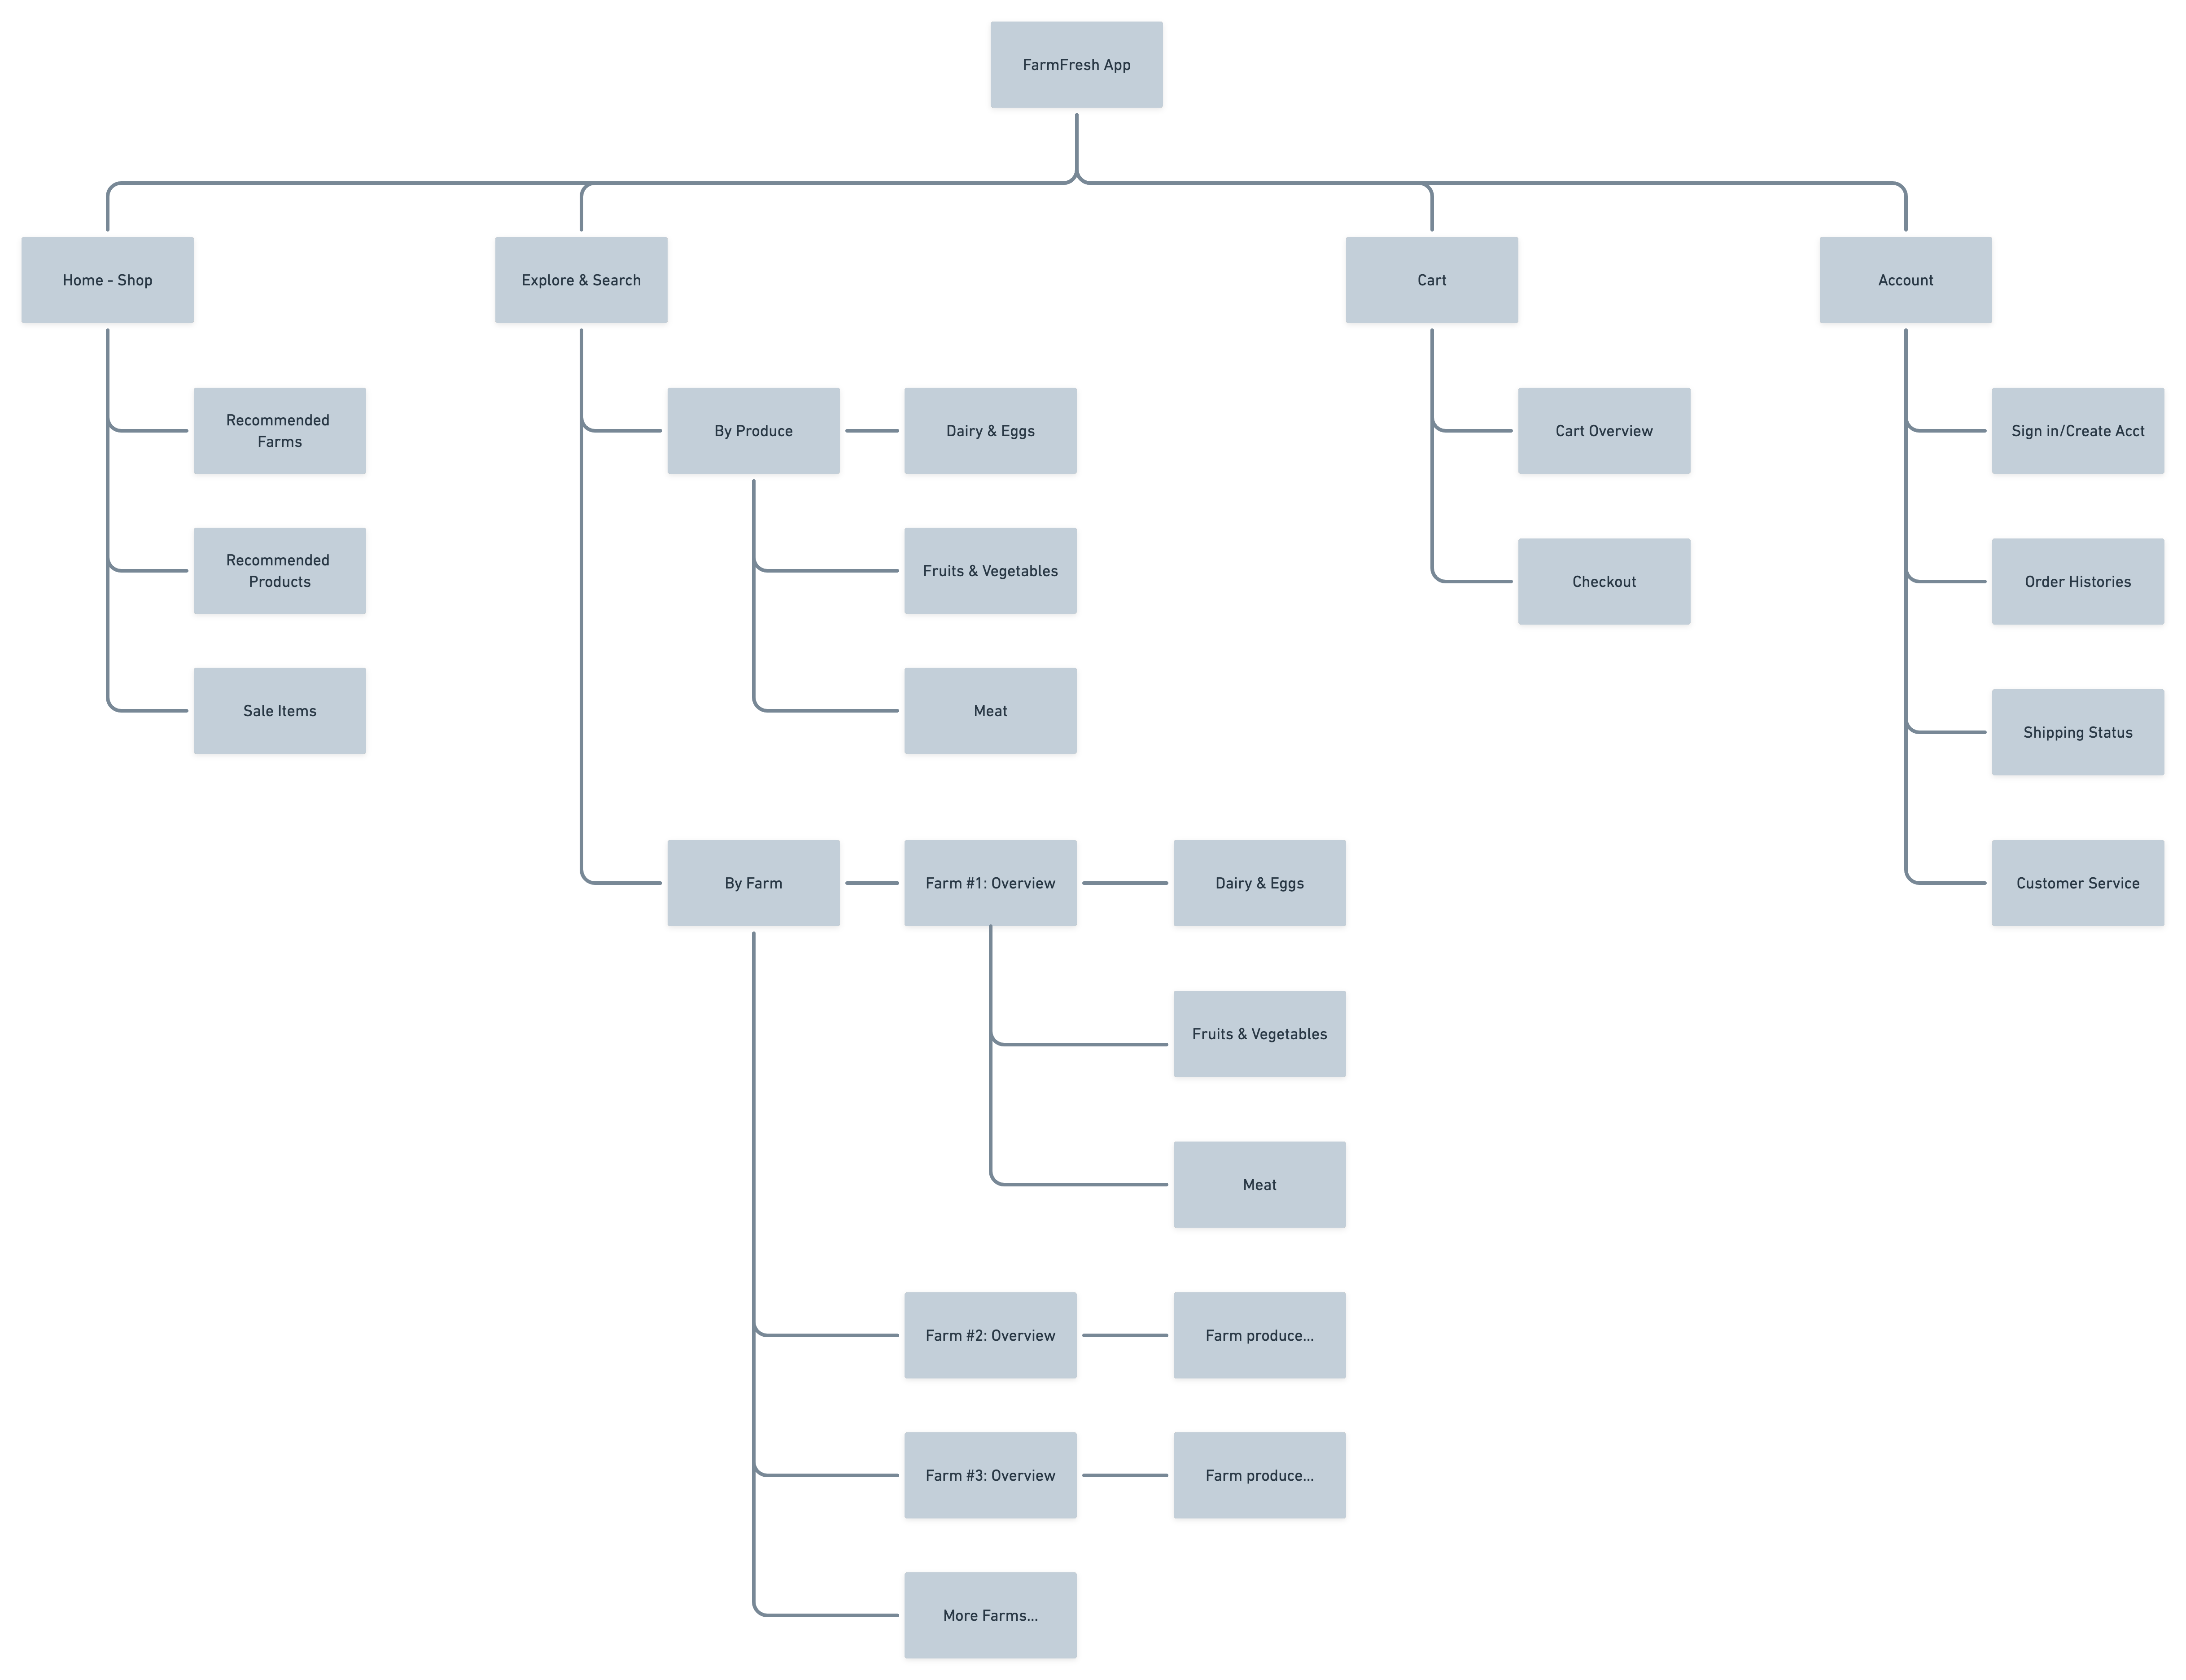 FarmFresh App
Home - Shop
Explore & Search
Cart
Account
Recommended
Farms
By Produce
Dairy & Eggs
Cart Overview
Sign in/Create Acct
Recommended
Products
Fruits & Vegetables
Checkout
Order Histories
Sale Items
Meat
Shipping Status
By Farm
Farm #1: Overview
Dairy & Eggs
Customer Service
Fruits & Vegetables
Meat
Farm #2: Overview
Farm produce...
Farm #3: Overview
Farm produce...
More Farms...